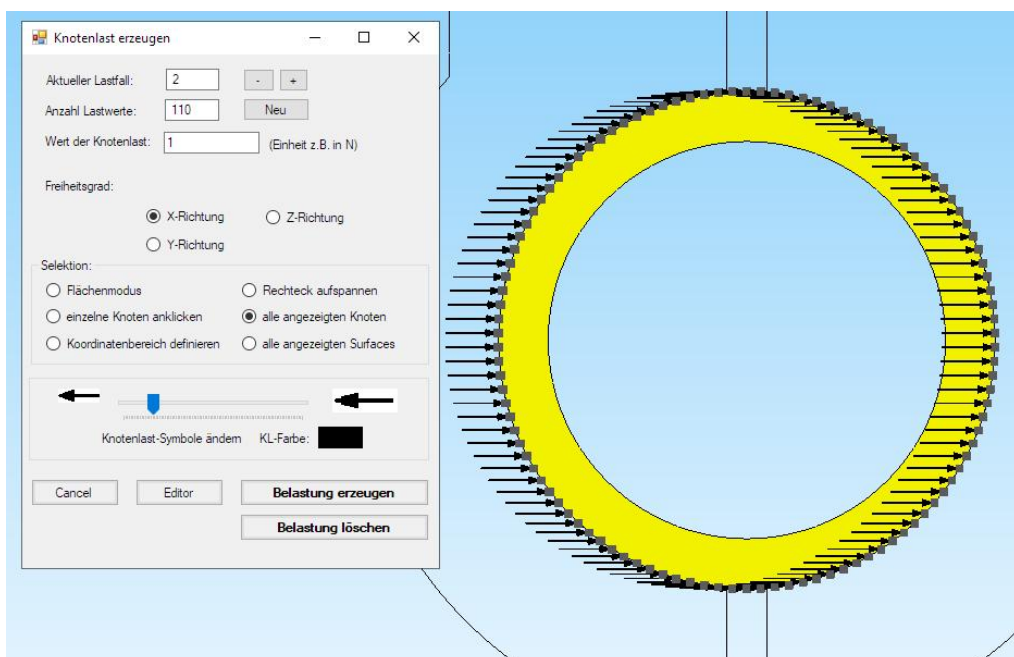 Knotenlast erzeugen
Aktueller Lastfall: 2 - +
Anzahl Lastwerte: 110 Neu
Wert der Knotenlast: 1 (Einheit z.B. in N)
Freiheitsgrad:
X-Richtung Z-Richtung
Y-Richtung
Selektion:
Flächenmodus Rechteck aufspannen
einzelne Knoten anklicken alle angezeigten Knoten
Koordinatenbereich definieren alle angezeigten Surfaces
Knotenlast-Symbole ändern KL-Farbe:
Cancel Editor Belastung erzeugen
Belastung löschen